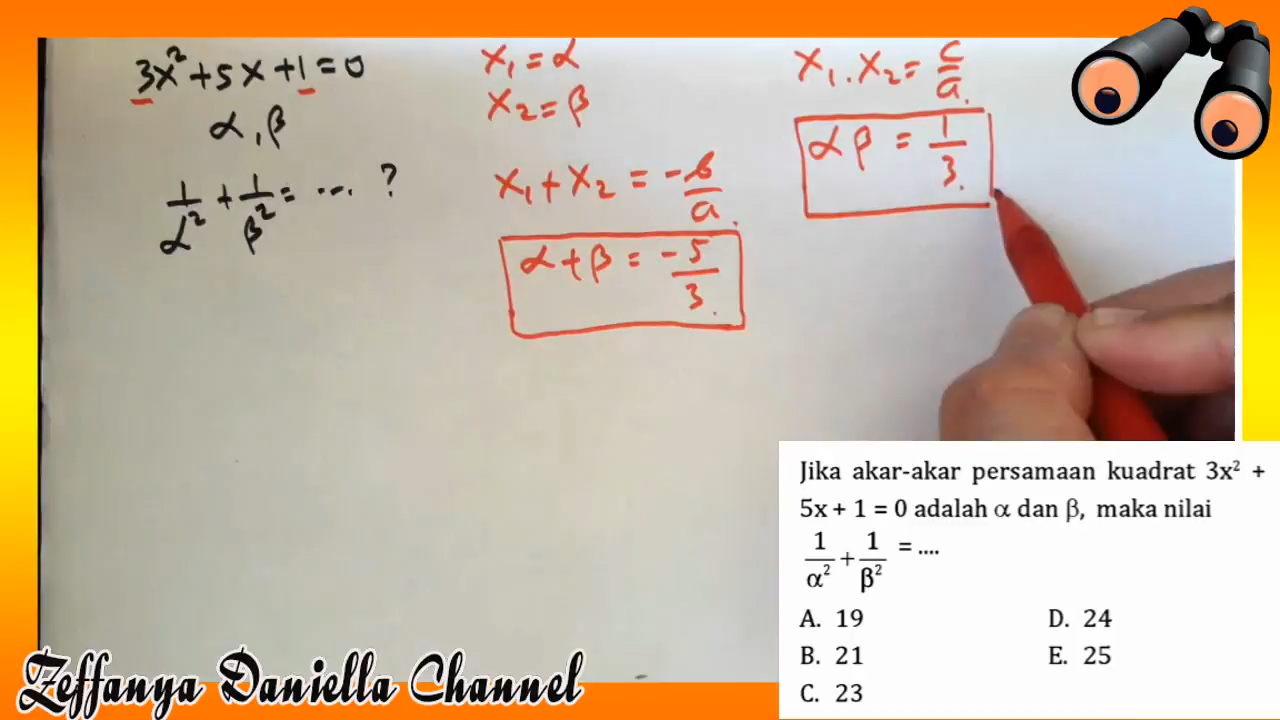 3x² + 5x + 1 = 0
α, β
1/α² + 1/β² = .... ?
x₁ = α
x₂ = β
x₁ + x₂ = -b/a.
α + β = -5/3.
x₁ . x₂ = c/a.
αβ = 1/3.
Jika akar-akar persamaan kuadrat 3x² +
5x + 1 = 0 adalah α dan β, maka nilai
1/α² + 1/β² = ....
A. 19
B. 21
C. 23
D. 24
E. 25
Zeffanya Daniella Channel